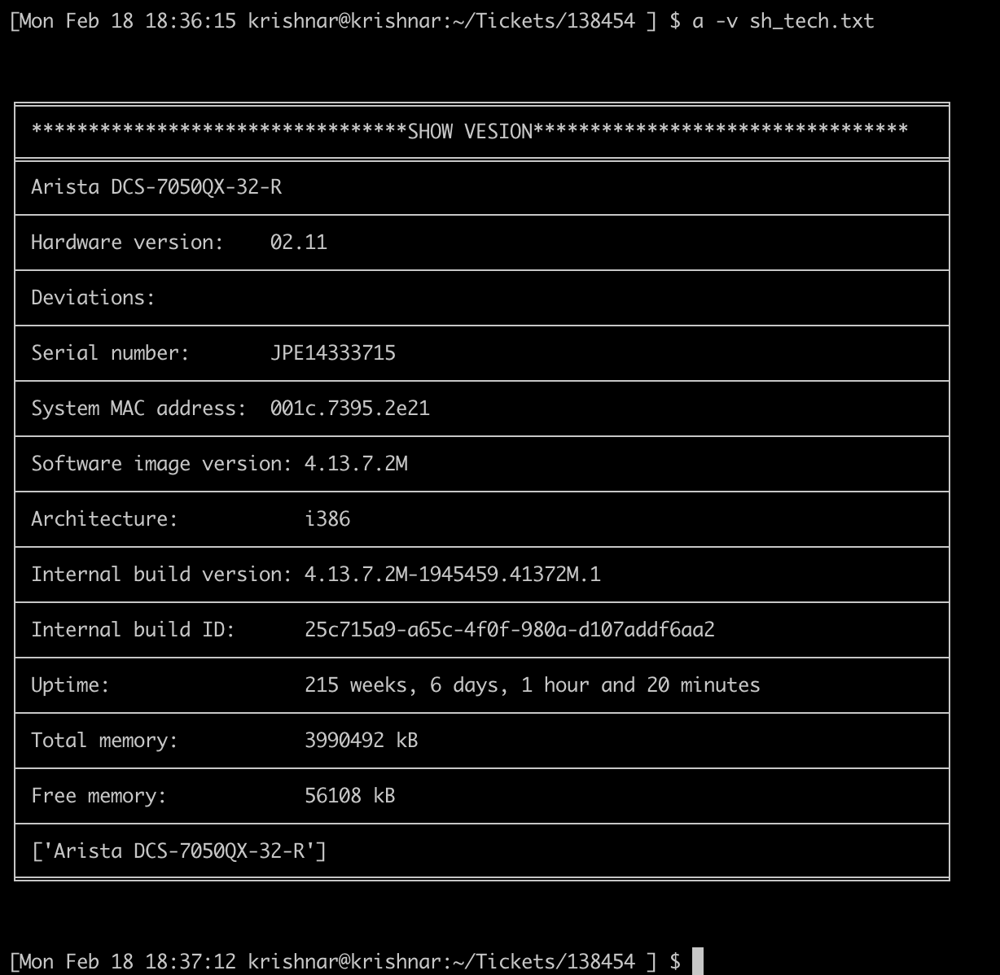 [Mon Feb 18 18:36:15 krishnar@krishnar:~/Tickets/138454 ] $ a -v sh_tech.txt
*********************************SHOW VESION*********************************
Arista DCS-7050QX-32-R
Hardware version:    02.11
Deviations:
Serial number:       JPE14333715
System MAC address:  001c.7395.2e21
Software image version: 4.13.7.2M
Architecture:           i386
Internal build version: 4.13.7.2M-1945459.41372M.1
Internal build ID:      25c715a9-a65c-4f0f-980a-d107addf6aa2
Uptime:                 215 weeks, 6 days, 1 hour and 20 minutes
Total memory:           3990492 kB
Free memory:            56108 kB
['Arista DCS-7050QX-32-R']
[Mon Feb 18 18:37:12 krishnar@krishnar:~/Tickets/138454 ] $